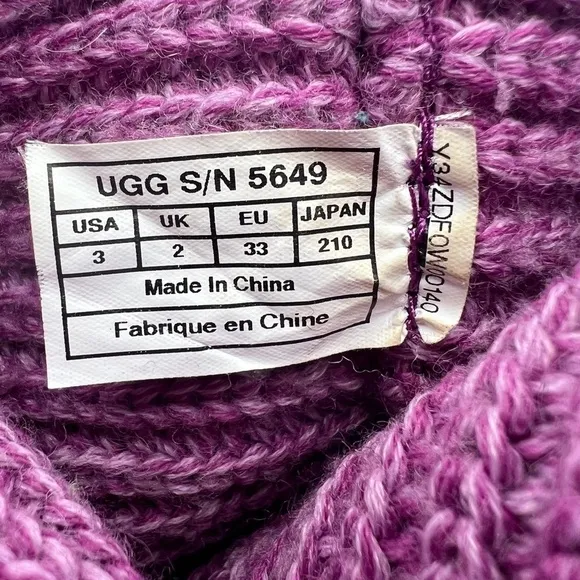 UGG S/N 5649
USA UK EU JAPAN
3 2 33 210
Made In China
Fabrique en Chine